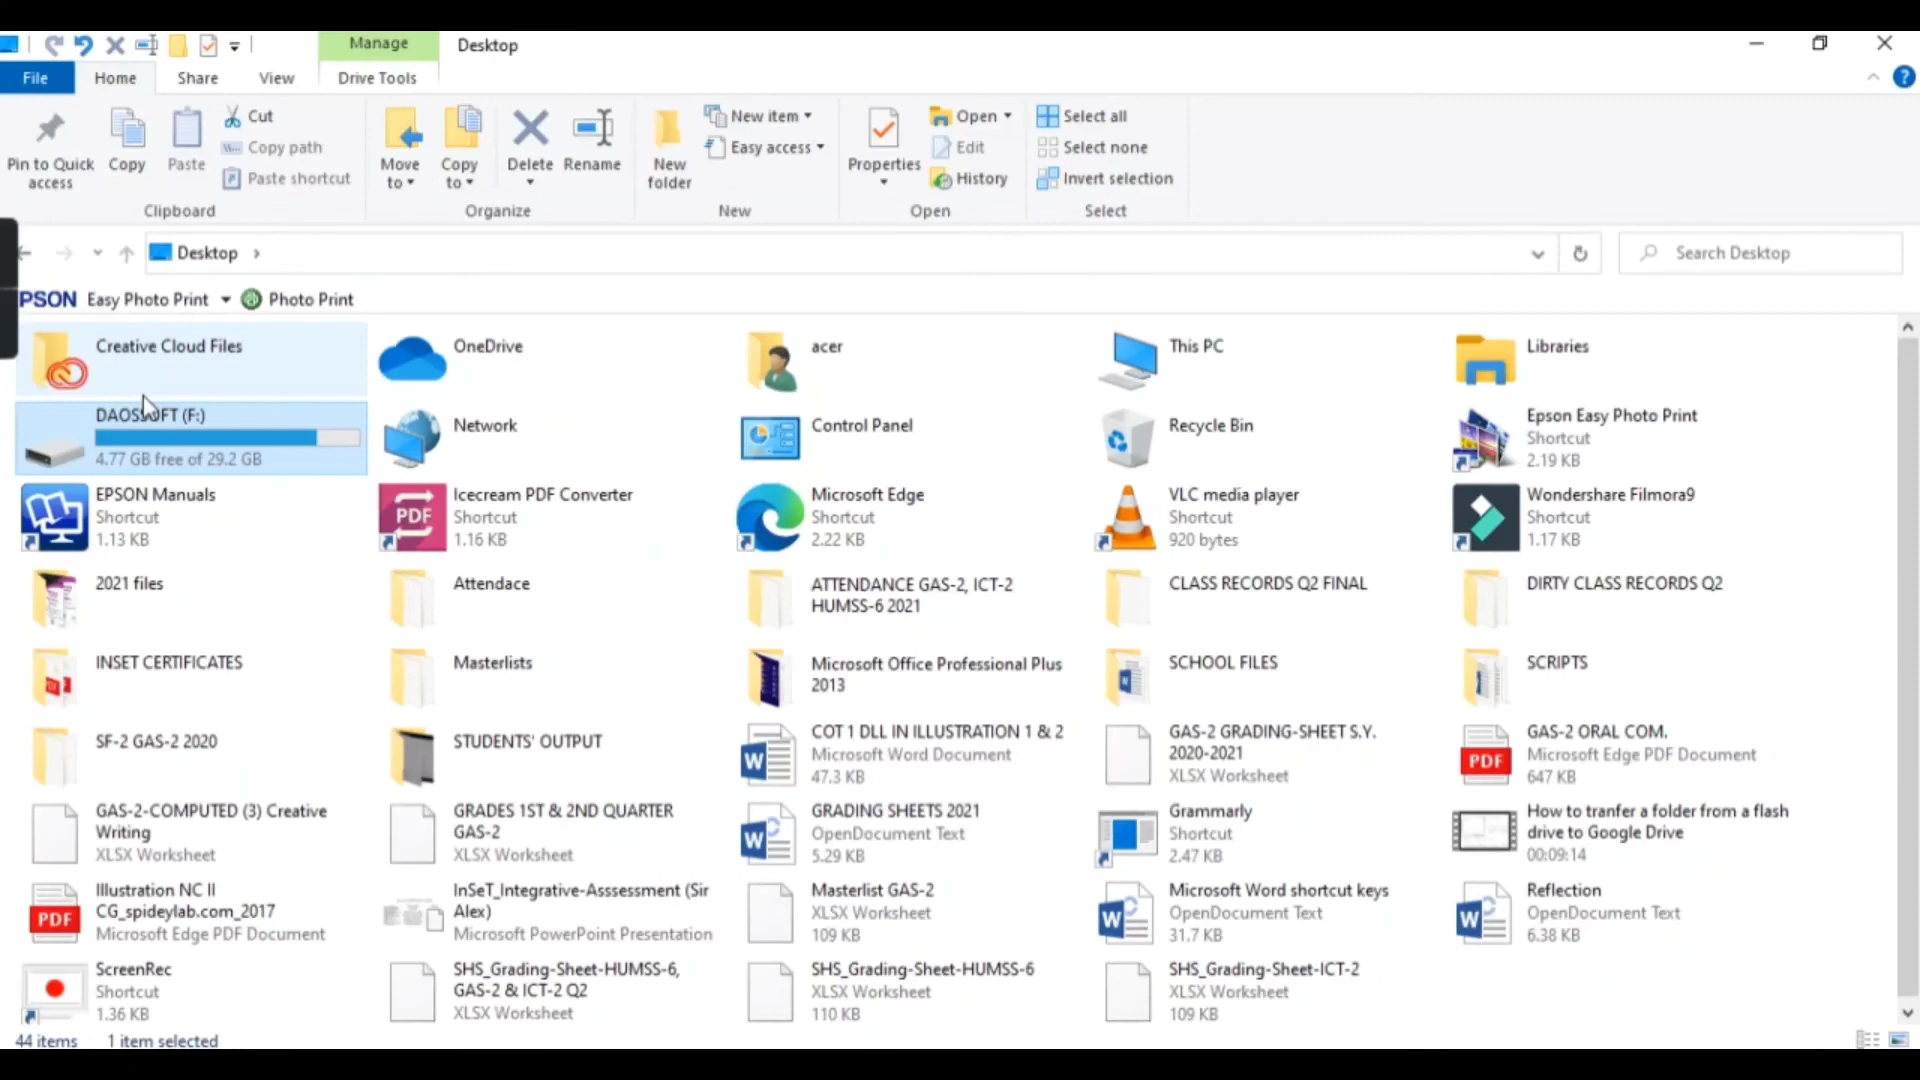 Manage
Desktop
File
Home
Share
View
Drive Tools
Pin to Quick
access
Copy
Paste
Cut
Copy path
Paste shortcut
Clipboard
Move
to
Copy
to
Delete
Rename
Organize
New
folder
New item
Easy access
New
Properties
Open
Edit
History
Open
Select all
Select none
Invert selection
Select
Desktop
Search Desktop
PSON Easy Photo Print
Photo Print
Creative Cloud Files
OneDrive
acer
This PC
Libraries
DAOSSOFT (F:)
4.77 GB free of 29.2 GB
Network
Control Panel
Recycle Bin
Epson Easy Photo Print
Shortcut
2.19 KB
EPSON Manuals
Shortcut
1.13 KB
PDF
Icecream PDF Converter
Shortcut
1.16 KB
Microsoft Edge
Shortcut
2.22 KB
VLC media player
Shortcut
920 bytes
Wondershare Filmora9
Shortcut
1.17 KB
2021 files
Attendace
ATTENDANCE GAS-2, ICT-2
HUMSS-6 2021
CLASS RECORDS Q2 FINAL
DIRTY CLASS RECORDS Q2
INSET CERTIFICATES
Masterlists
Microsoft Office Professional Plus
2013
SCHOOL FILES
SCRIPTS
SF-2 GAS-2 2020
STUDENTS' OUTPUT
COT 1 DLL IN ILLUSTRATION 1 & 2
Microsoft Word Document
47.3 KB
GAS-2 GRADING-SHEET S.Y.
2020-2021
XLSX Worksheet
PDF
GAS-2 ORAL COM.
Microsoft Edge PDF Document
647 KB
GAS-2-COMPUTED (3) Creative
Writing
XLSX Worksheet
GRADES 1ST & 2ND QUARTER
GAS-2
XLSX Worksheet
GRADING SHEETS 2021
OpenDocument Text
5.29 KB
Grammarly
Shortcut
2.47 KB
How to tranfer a folder from a flash
drive to Google Drive
00:09:14
PDF
Illustration NC II
CG_spideylab.com_2017
Microsoft Edge PDF Document
InSeT_Integrative-Asssessment (Sir
Alex)
Microsoft PowerPoint Presentation
Masterlist GAS-2
XLSX Worksheet
109 KB
Microsoft Word shortcut keys
OpenDocument Text
31.7 KB
Reflection
OpenDocument Text
6.38 KB
ScreenRec
Shortcut
1.36 KB
SHS_Grading-Sheet-HUMSS-6,
GAS-2 & ICT-2 Q2
XLSX Worksheet
SHS_Grading-Sheet-HUMSS-6
XLSX Worksheet
110 KB
SHS_Grading-Sheet-ICT-2
XLSX Worksheet
109 KB
44 items
1 item selected